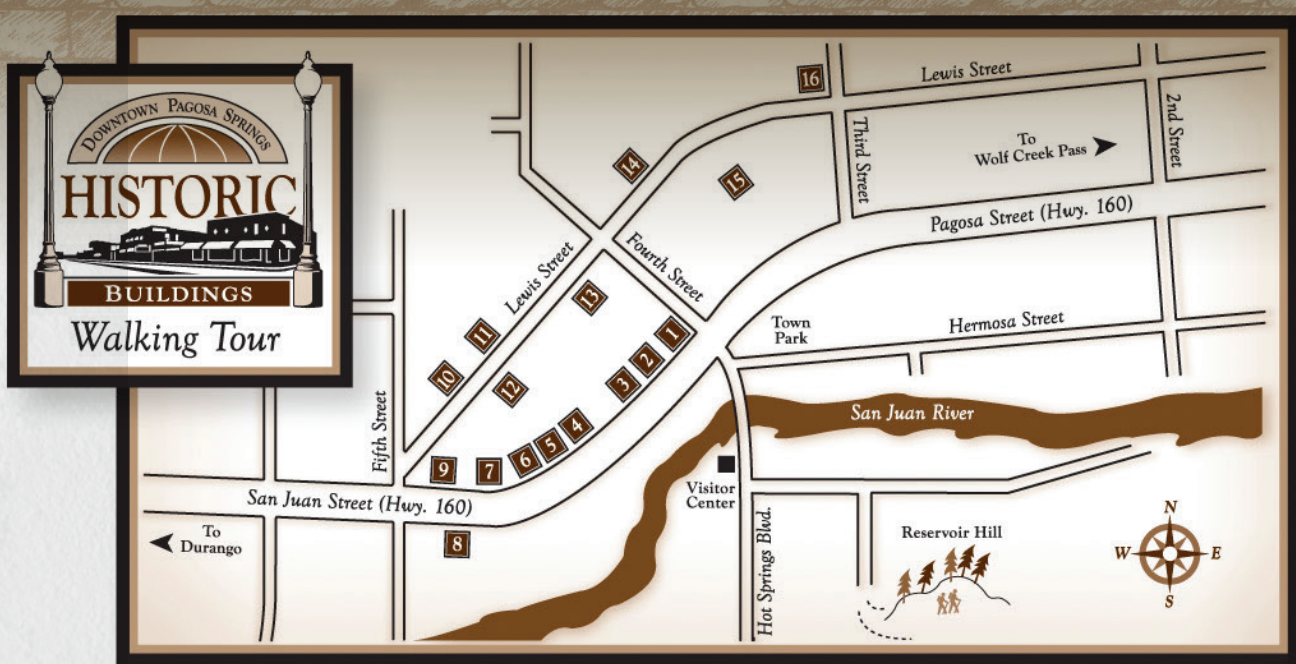 DOWNTOWN PAGOSA SPRINGS
HISTORIC
BUILDINGS
Walking Tour
16
Lewis Street
2nd Street
Third Street
To
Wolf Creek Pass
14
15
Pagosa Street (Hwy. 160)
Fourth Street
Lewis Street
13
11
1
2
3
Town
Park
Hermosa Street
10
12
Fifth Street
4
5
6
7
9
San Juan River
San Juan Street (Hwy. 160)
Visitor
Center
8
To
Durango
Hot Springs Blvd.
Reservoir Hill
N
W
E
S